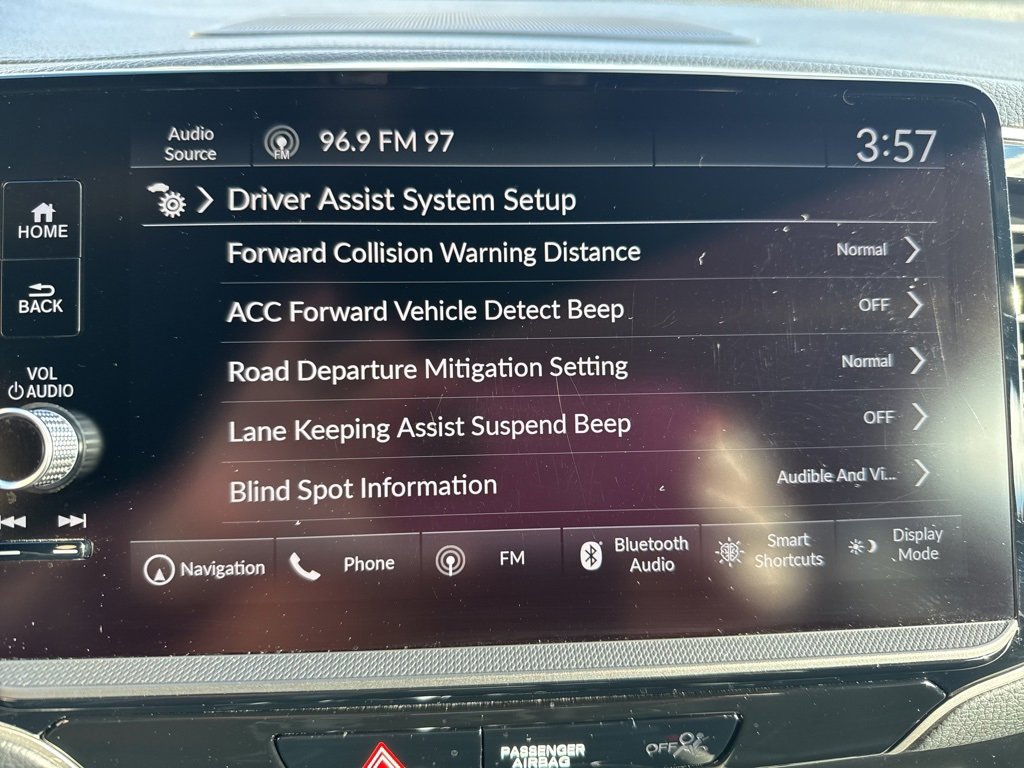 Audio
Source
FM
96.9 FM 97
3:57
Driver Assist System Setup
HOME
Forward Collision Warning Distance Normal
BACK
ACC Forward Vehicle Detect Beep OFF
Road Departure Mitigation Setting Normal
VOL
AUDIO
Lane Keeping Assist Suspend Beep OFF
Blind Spot Information Audible And Vi...
Navigation
Phone
FM
Bluetooth
Audio
Smart
Shortcuts
Display
Mode
PASSENGER
AIRBAG
OFF